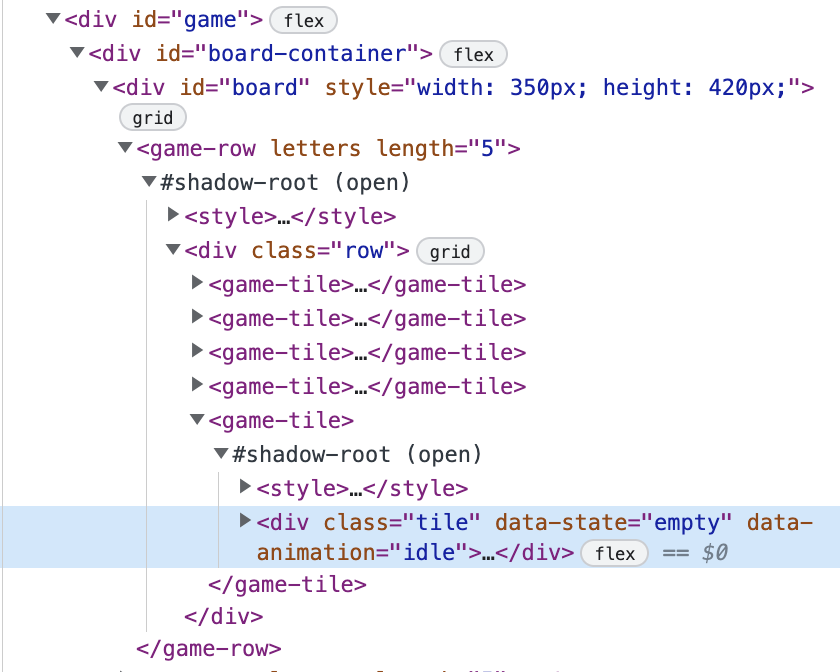 <div id="game"> flex
<div id="board-container"> flex
<div id="board" style="width: 350px; height: 420px;">
grid
<game-row letters length="5">
#shadow-root (open)
<style>…</style>
<div class="row"> grid
<game-tile>…</game-tile>
<game-tile>…</game-tile>
<game-tile>…</game-tile>
<game-tile>…</game-tile>
<game-tile>
#shadow-root (open)
<style>…</style>
<div class="tile" data-state="empty" data-
animation="idle">…</div> flex == $0
</game-tile>
</div>
</game-row>